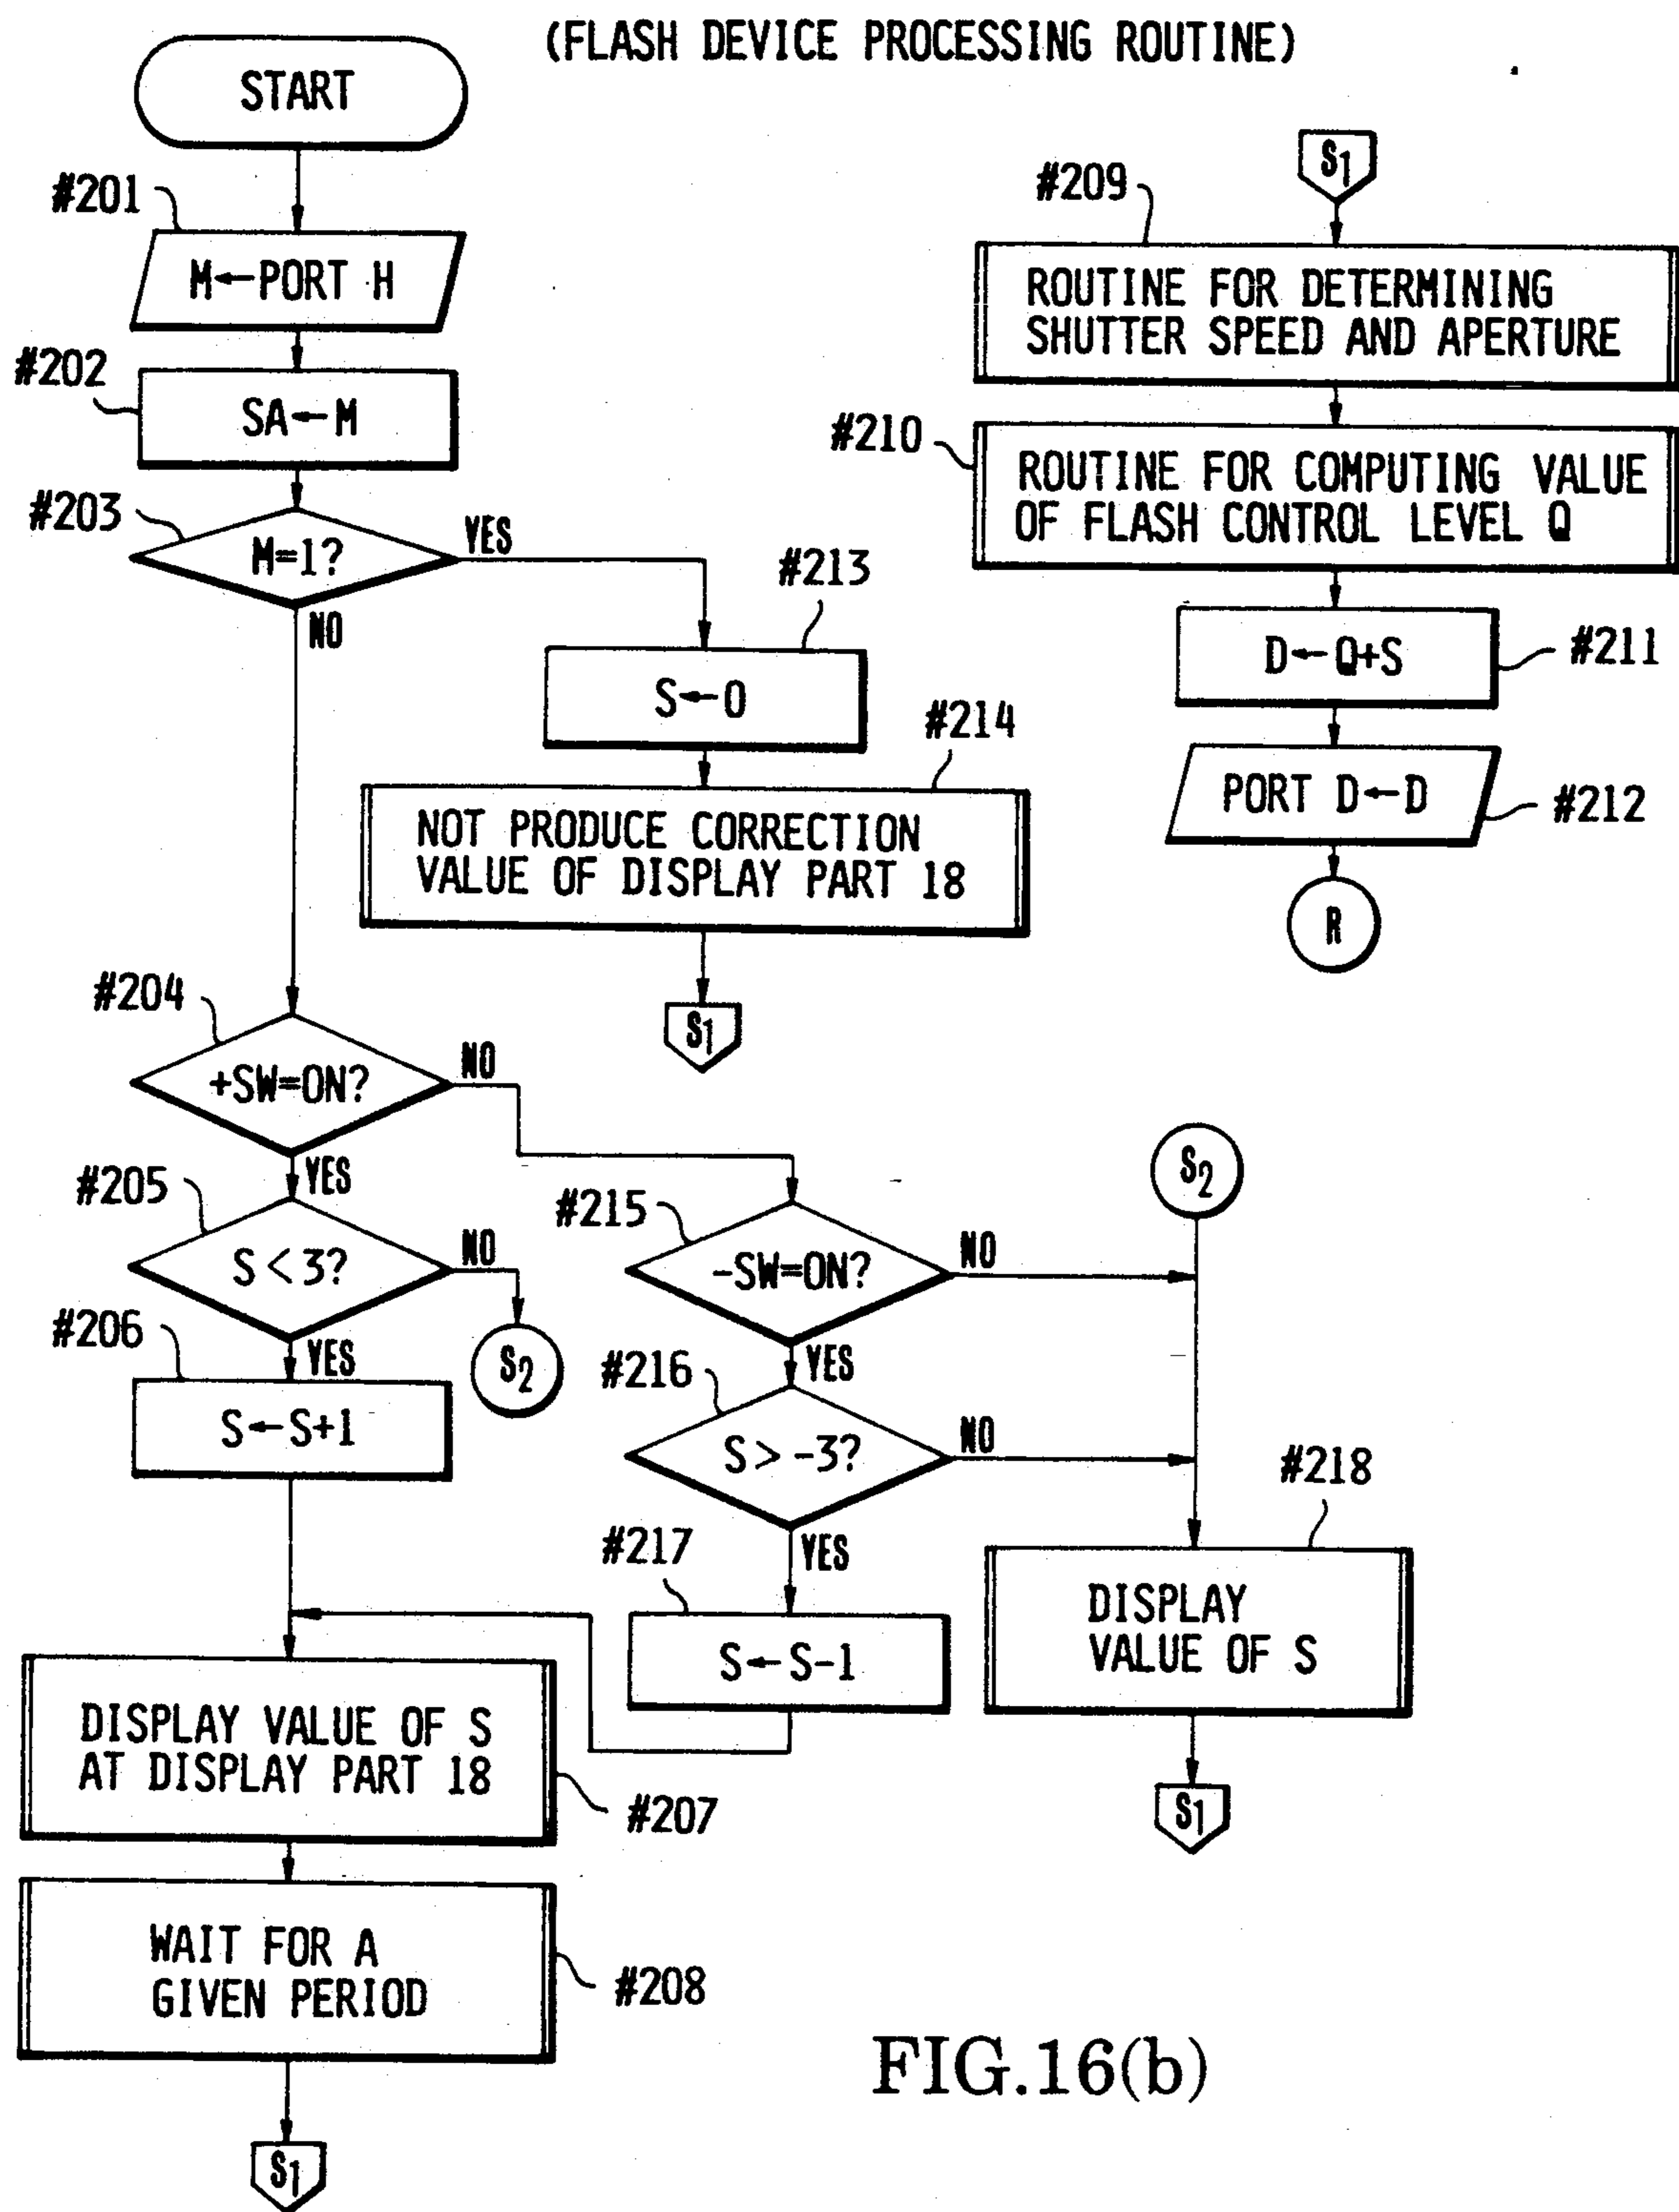 (FLASH DEVICE PROCESSING ROUTINE)
START
#201
M←PORT H
#202
SA←M
#203
M=1?
YES
NO
#213
S←0
#214
NOT PRODUCE CORRECTION
VALUE OF DISPLAY PART 18
S1
#204
+SW=ON?
NO
YES
#205
S<3?
NO
S2
YES
#206
S←S+1
#215
-SW=ON?
NO
YES
#216
S>-3?
NO
YES
#217
S←S-1
S2
#218
DISPLAY
VALUE OF S
S1
DISPLAY VALUE OF S
AT DISPLAY PART 18
#207
WAIT FOR A
GIVEN PERIOD
#208
S1
S1
#209
ROUTINE FOR DETERMINING
SHUTTER SPEED AND APERTURE
#210
ROUTINE FOR COMPUTING VALUE
OF FLASH CONTROL LEVEL Q
D←Q+S
#211
PORT D←D
#212
R
FIG.16(b)